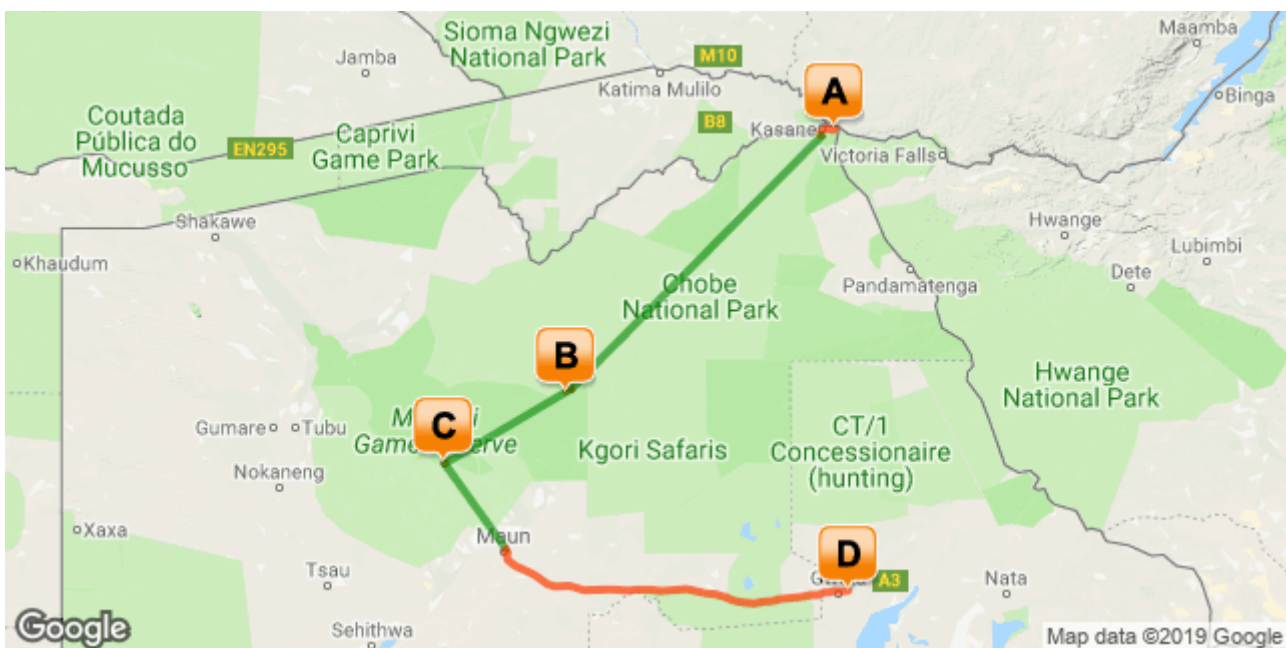 Sioma Ngwezi
National Park
Jamba
M10
Katima Mulilo
Maamba
Binga
A
Coutada
Pública do
Mucusso
EN295
Caprivi
Game Park
B8
Kasane
Victoria Falls
Shakawe
Khaudum
Hwange
Lubimbi
Dete
Pandamatenga
Chobe
National Park
B
Hwange
National Park
C
Gumare
Tubu
Nokaneng
Kgori Safaris
CT/1
Concessionaire
(hunting)
Xaxa
Maun
D
A3
Tsau
Nata
Sehithwa
Google
Map data ©2019 Google